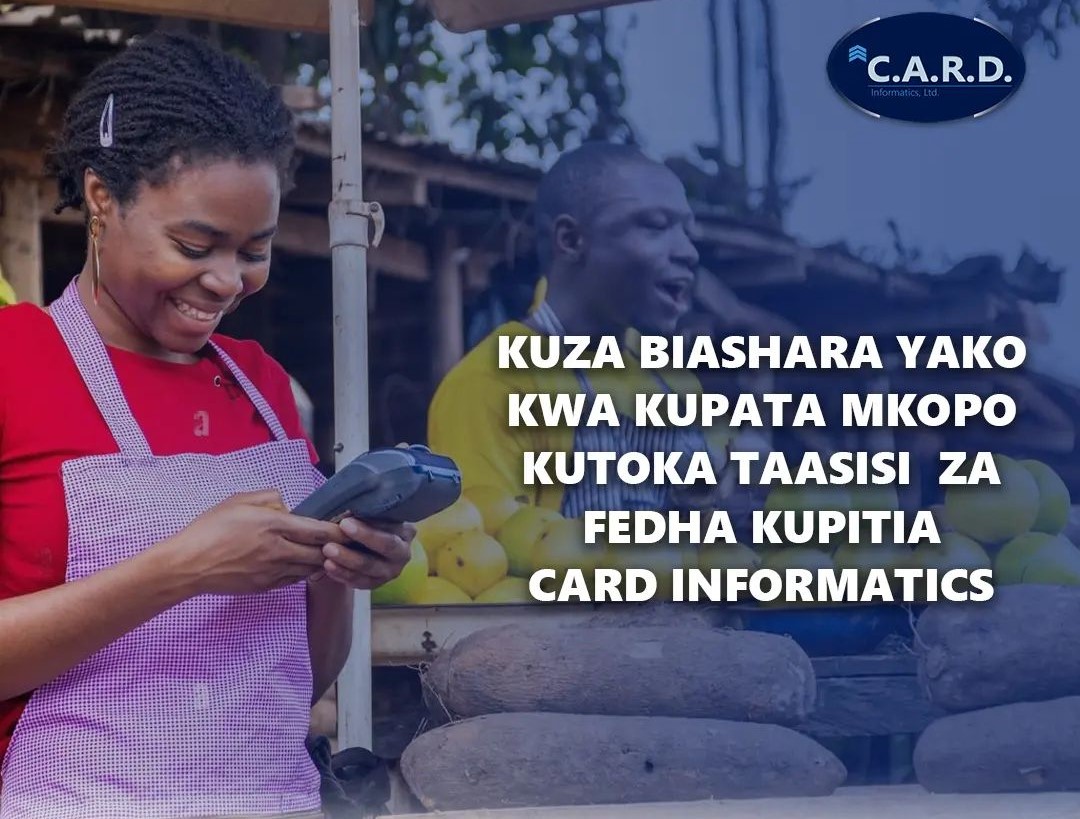 C.A.R.D.
Informatics, Ltd.
KUZA BIASHARA YAKO
KWA KUPATA MKOPO
KUTOKA TAASISI ZA
FEDHA KUPITIA
CARD INFORMATICS